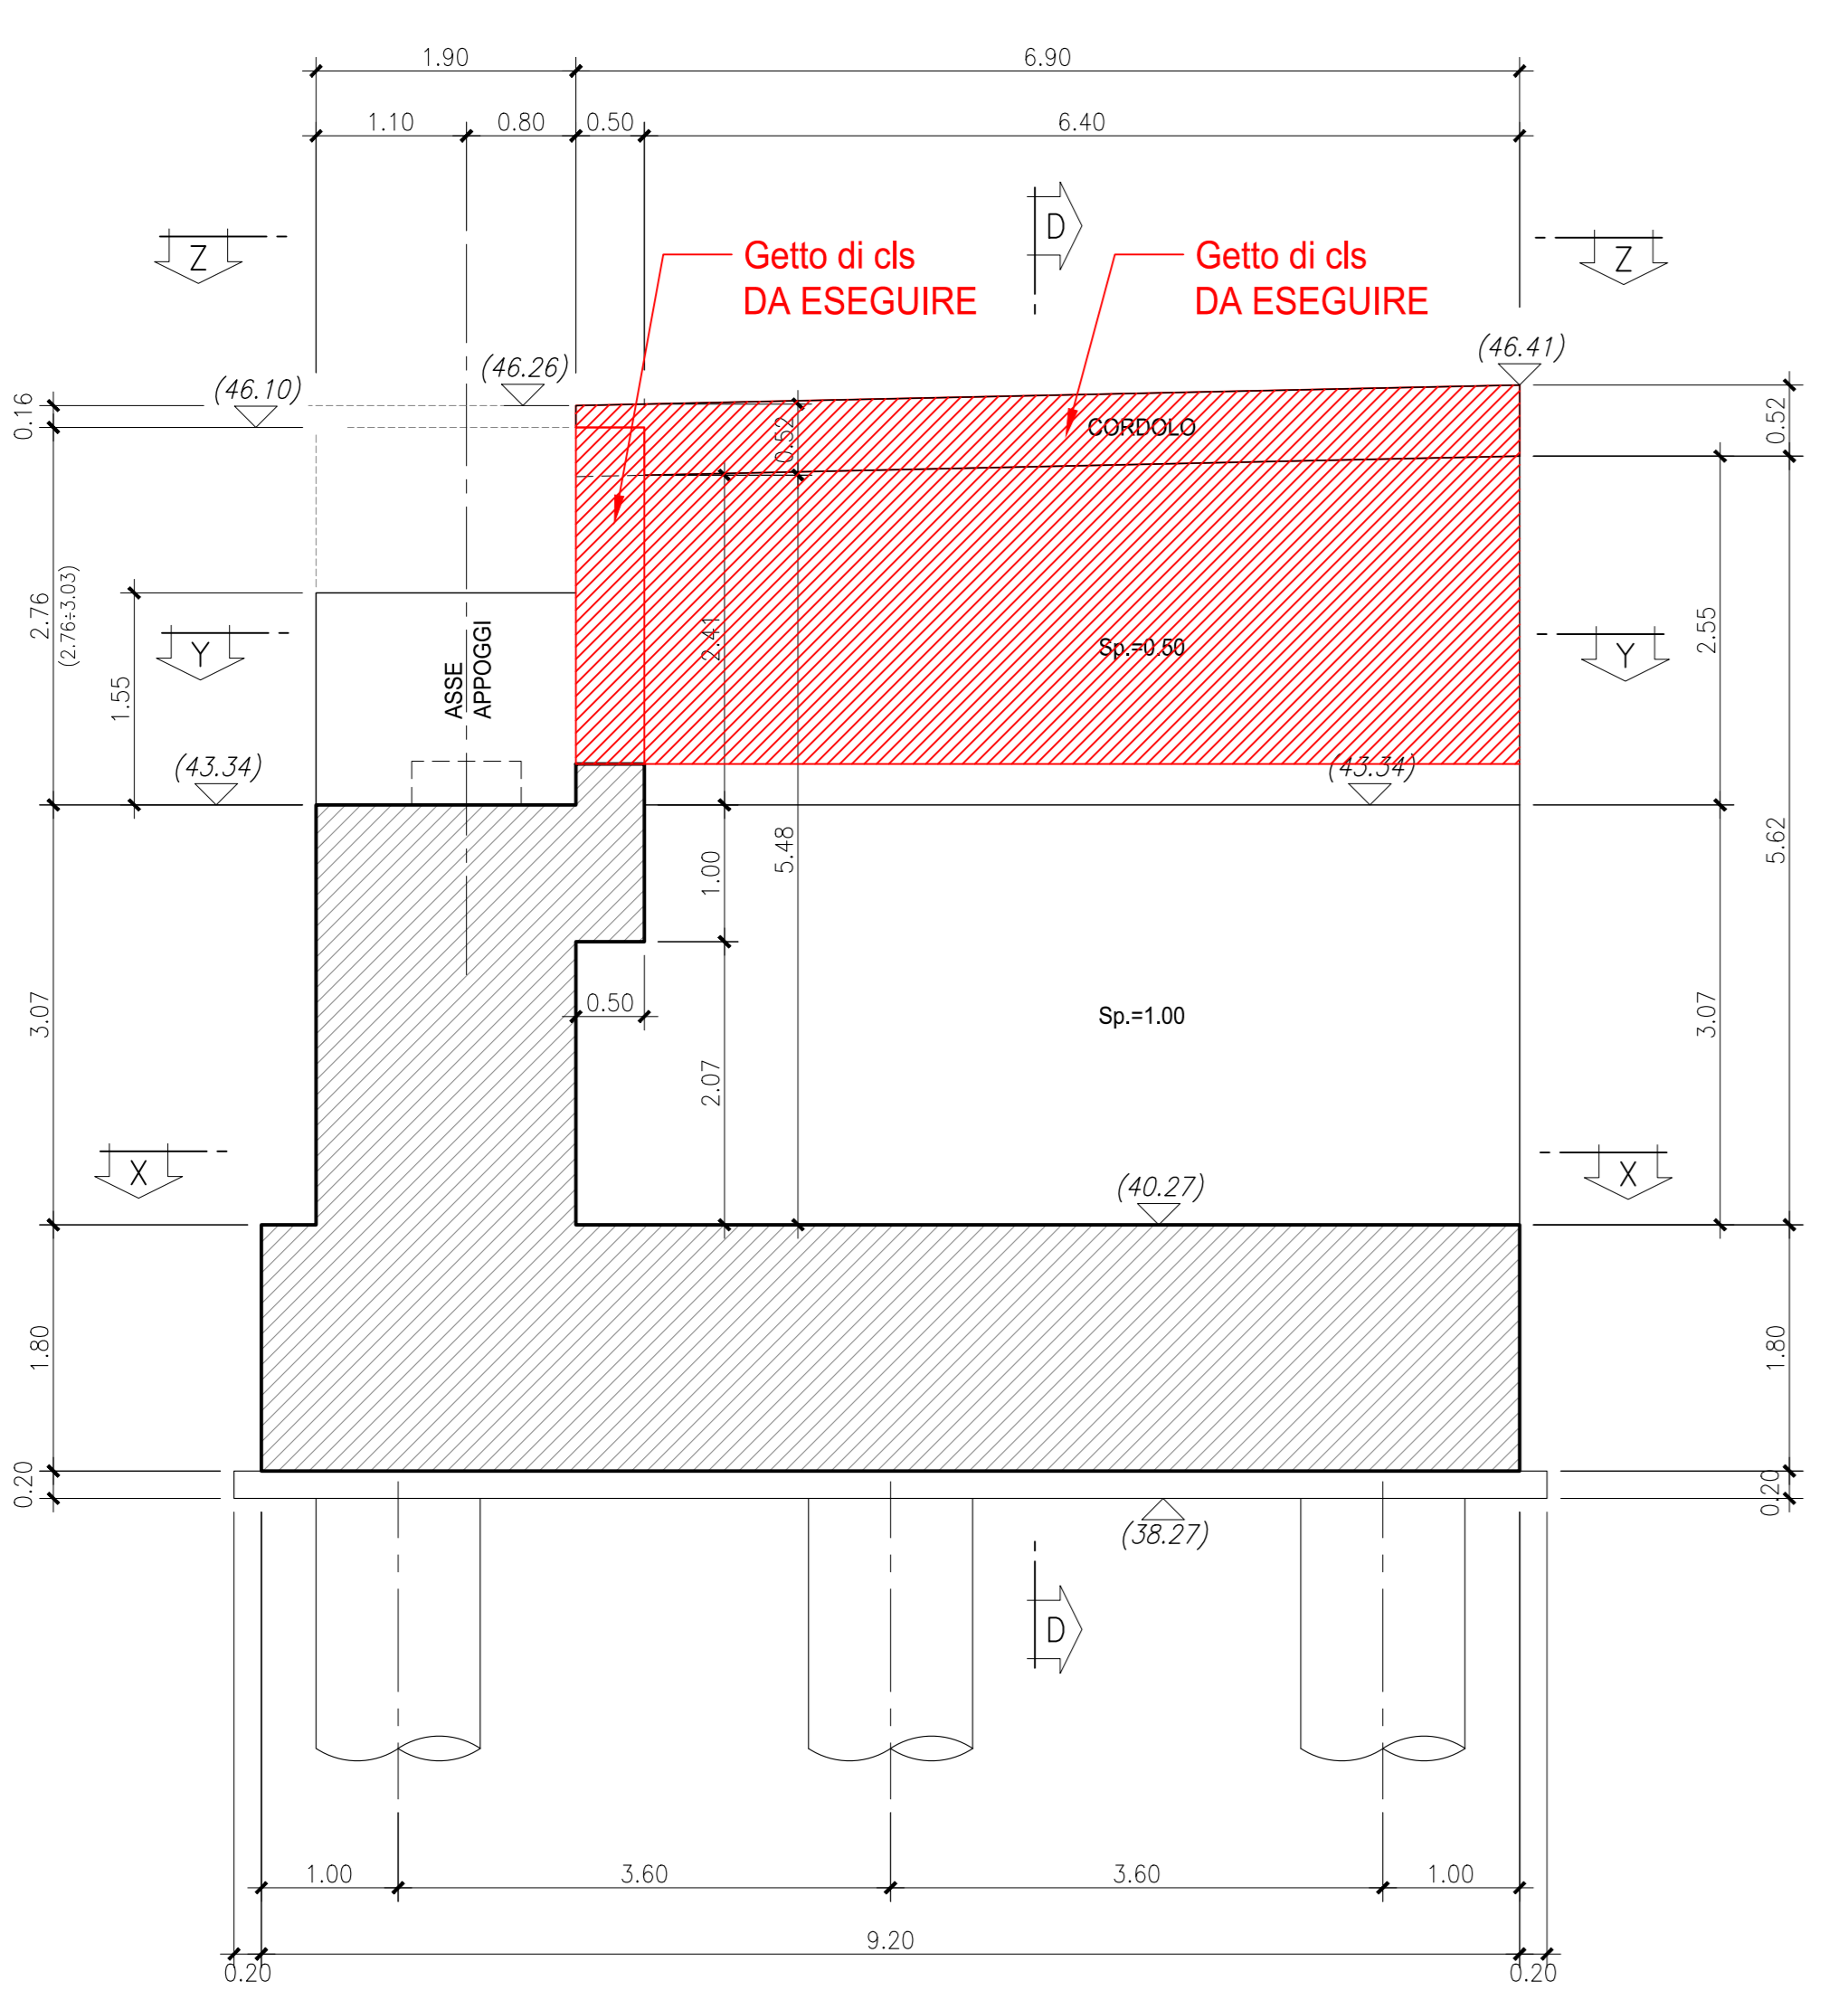 1.90
6.90
1.10
0.80
0.50
6.40
D
Z
Z
Getto di cls
DA ESEGUIRE
Getto di cls
DA ESEGUIRE
(46.10)
(46.26)
(46.41)
0.16
0.52
0.52
CORDOLO
2.76
(2.76÷3.03)
1.55
Y
Y
ASSE
APPOGGI
2.41
Sp.=0.50
2.55
(43.34)
(43.34)
5.48
1.00
5.62
3.07
0.50
Sp.=1.00
3.07
2.07
X
X
(40.27)
1.80
1.80
0.20
0.20
(38.27)
D
1.00
3.60
3.60
1.00
9.20
0.20
0.20